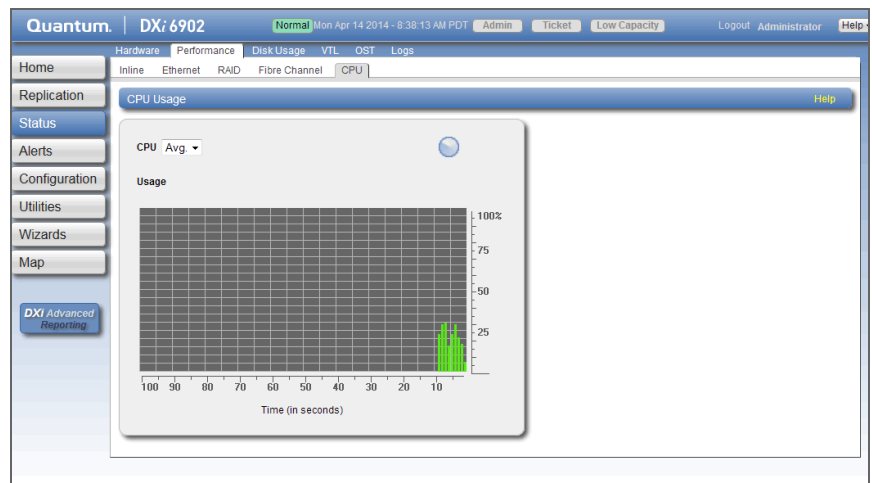 Quantum. DXi 6902 Normal Mon Apr 14 2014 - 8:38:13 AM PDT Admin Ticket Low Capacity Logout Administrator Help
Hardware Performance Disk Usage VTL OST Logs
Inline Ethernet RAID Fibre Channel CPU
Home
Replication
Status
Alerts
Configuration
Utilities
Wizards
Map
DXi Advanced
Reporting
CPU Usage Help
CPU Avg.
Usage
100%
75
50
25
100 90 80 70 60 50 40 30 20 10
Time (in seconds)